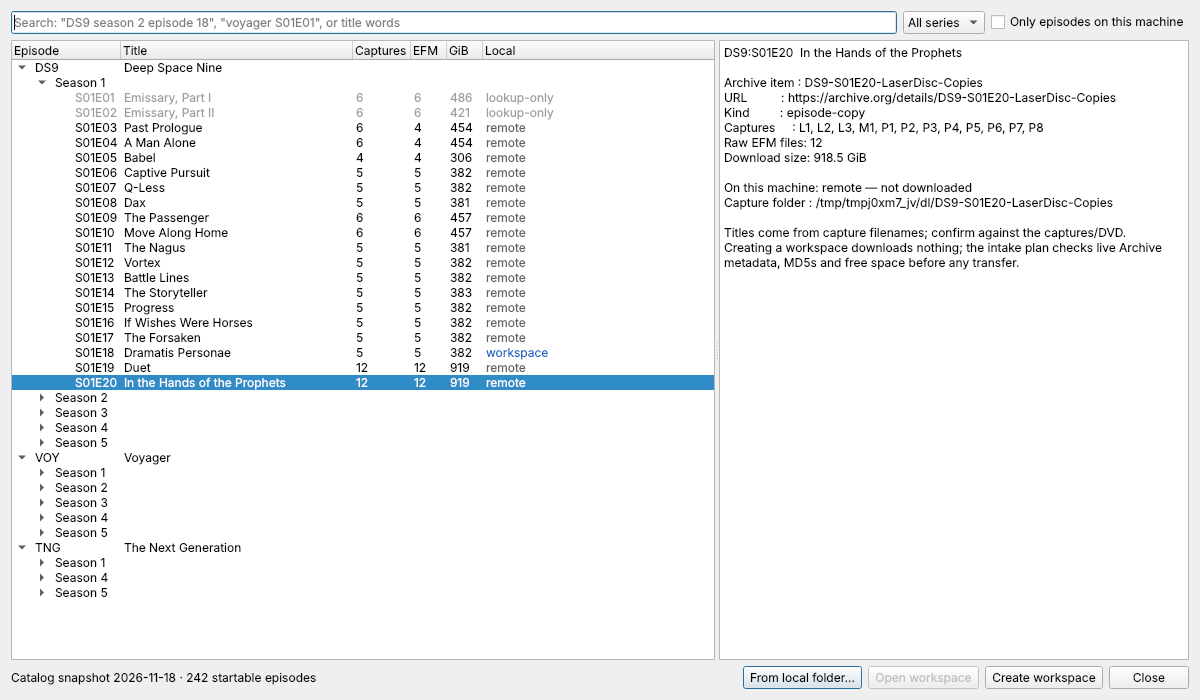 Search: "DS9 season 2 episode 18", "voyager S01E01", or title words All series Only episodes on this machine
Episode Title Captures EFM GiB Local
DS9 Deep Space Nine
Season 1
S01E01 Emissary, Part I 6 6 486 lookup-only
S01E02 Emissary, Part II 6 6 421 lookup-only
S01E03 Past Prologue 6 4 454 remote
S01E04 A Man Alone 6 4 454 remote
S01E05 Babel 4 4 306 remote
S01E06 Captive Pursuit 5 5 382 remote
S01E07 Q-Less 5 5 382 remote
S01E08 Dax 5 5 381 remote
S01E09 The Passenger 6 6 457 remote
S01E10 Move Along Home 6 6 457 remote
S01E11 The Nagus 5 5 381 remote
S01E12 Vortex 5 5 382 remote
S01E13 Battle Lines 5 5 382 remote
S01E14 The Storyteller 5 5 383 remote
S01E15 Progress 5 5 382 remote
S01E16 If Wishes Were Horses 5 5 382 remote
S01E17 The Forsaken 5 5 382 remote
S01E18 Dramatis Personae 5 5 382 workspace
S01E19 Duet 12 12 919 remote
S01E20 In the Hands of the Prophets 12 12 919 remote
Season 2
Season 3
Season 4
Season 5
VOY Voyager
Season 1
Season 2
Season 3
Season 4
Season 5
TNG The Next Generation
Season 1
Season 4
Season 5
DS9:S01E20 In the Hands of the Prophets
Archive item : DS9-S01E20-LaserDisc-Copies
URL : https://archive.org/details/DS9-S01E20-LaserDisc-Copies
Kind : episode-copy
Captures : L1, L2, L3, M1, P1, P2, P3, P4, P5, P6, P7, P8
Raw EFM files: 12
Download size: 918.5 GiB
On this machine: remote — not downloaded
Capture folder : /tmp/tmpj0xm7_jv/dl/DS9-S01E20-LaserDisc-Copies
Titles come from capture filenames; confirm against the captures/DVD.
Creating a workspace downloads nothing; the intake plan checks live Archive
metadata, MD5s and free space before any transfer.
Catalog snapshot 2026-11-18 · 242 startable episodes From local folder... Open workspace Create workspace Close